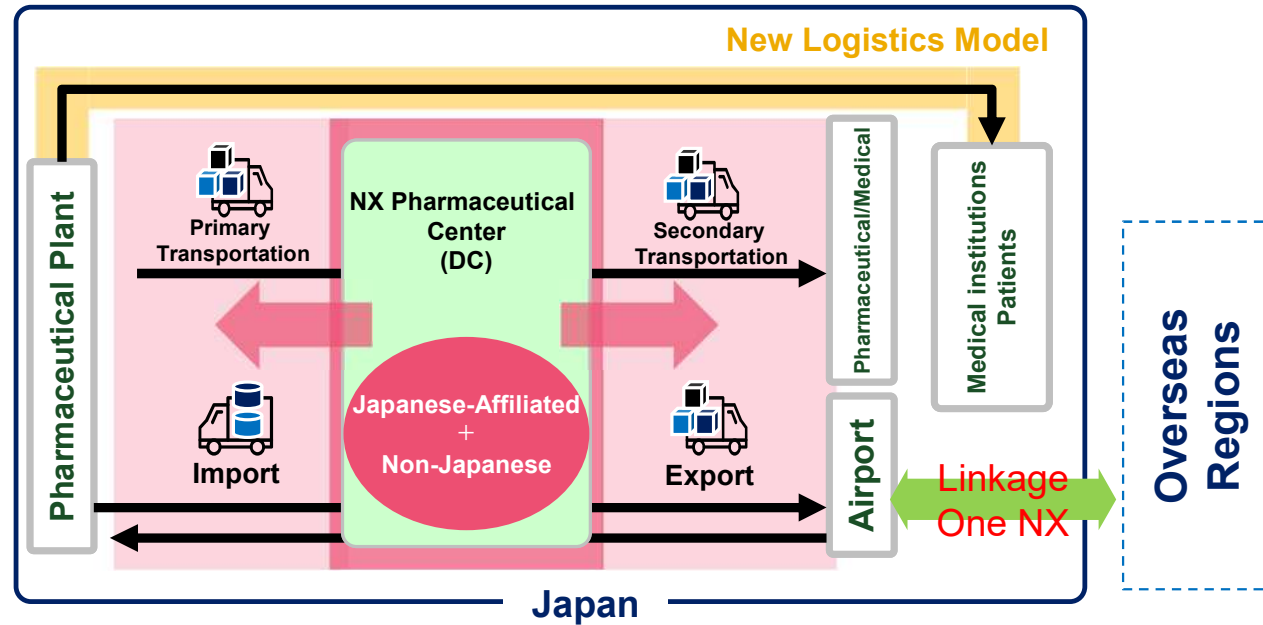 New Logistics Model
Pharmaceutical Plant
Primary
Transportation
NX Pharmaceutical
Center
(DC)
Secondary
Transportation
Pharmaceutical/Medical
Medical institutions
Patients
Import
Japanese-Affiliated
+
Non-Japanese
Export
Airport
Linkage
One NX
Overseas
Regions
Japan